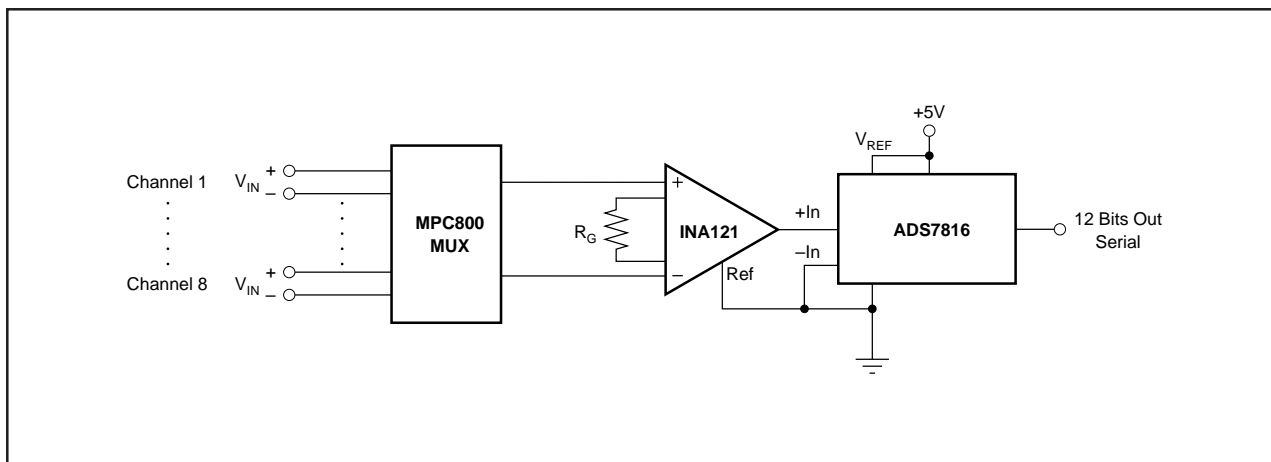 +5V
V_REF
Channel 1
V_IN
+
–
MPC800
MUX
+
R_G
INA121
–
Ref
+In
–In
ADS7816
12 Bits Out
Serial
Channel 8
V_IN
+
–